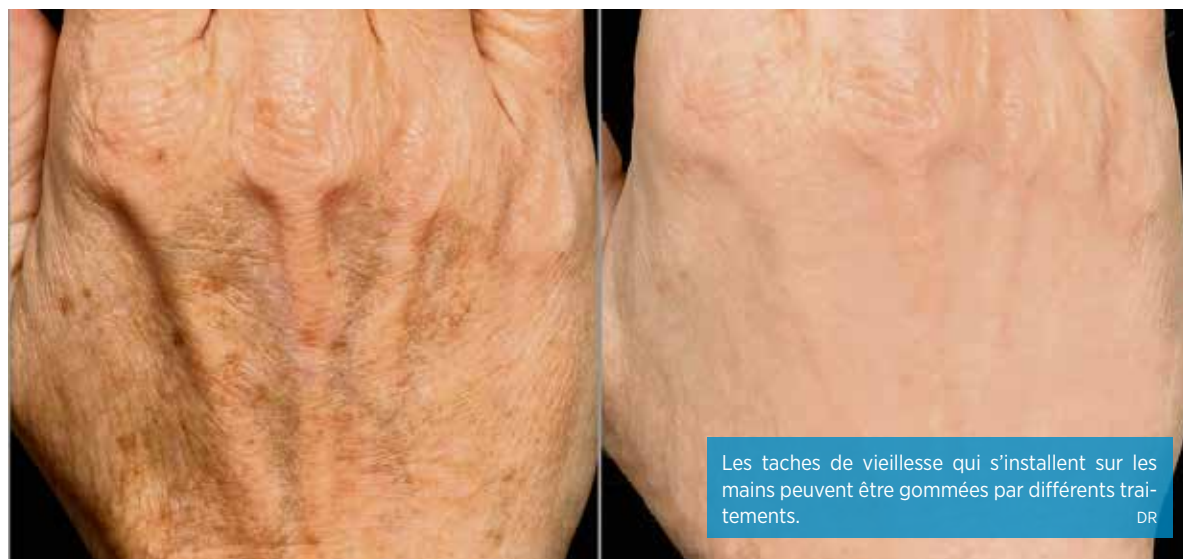 Les taches de vieillesse qui s’installent sur les
mains peuvent être gommées par différents trai-
tements. DR